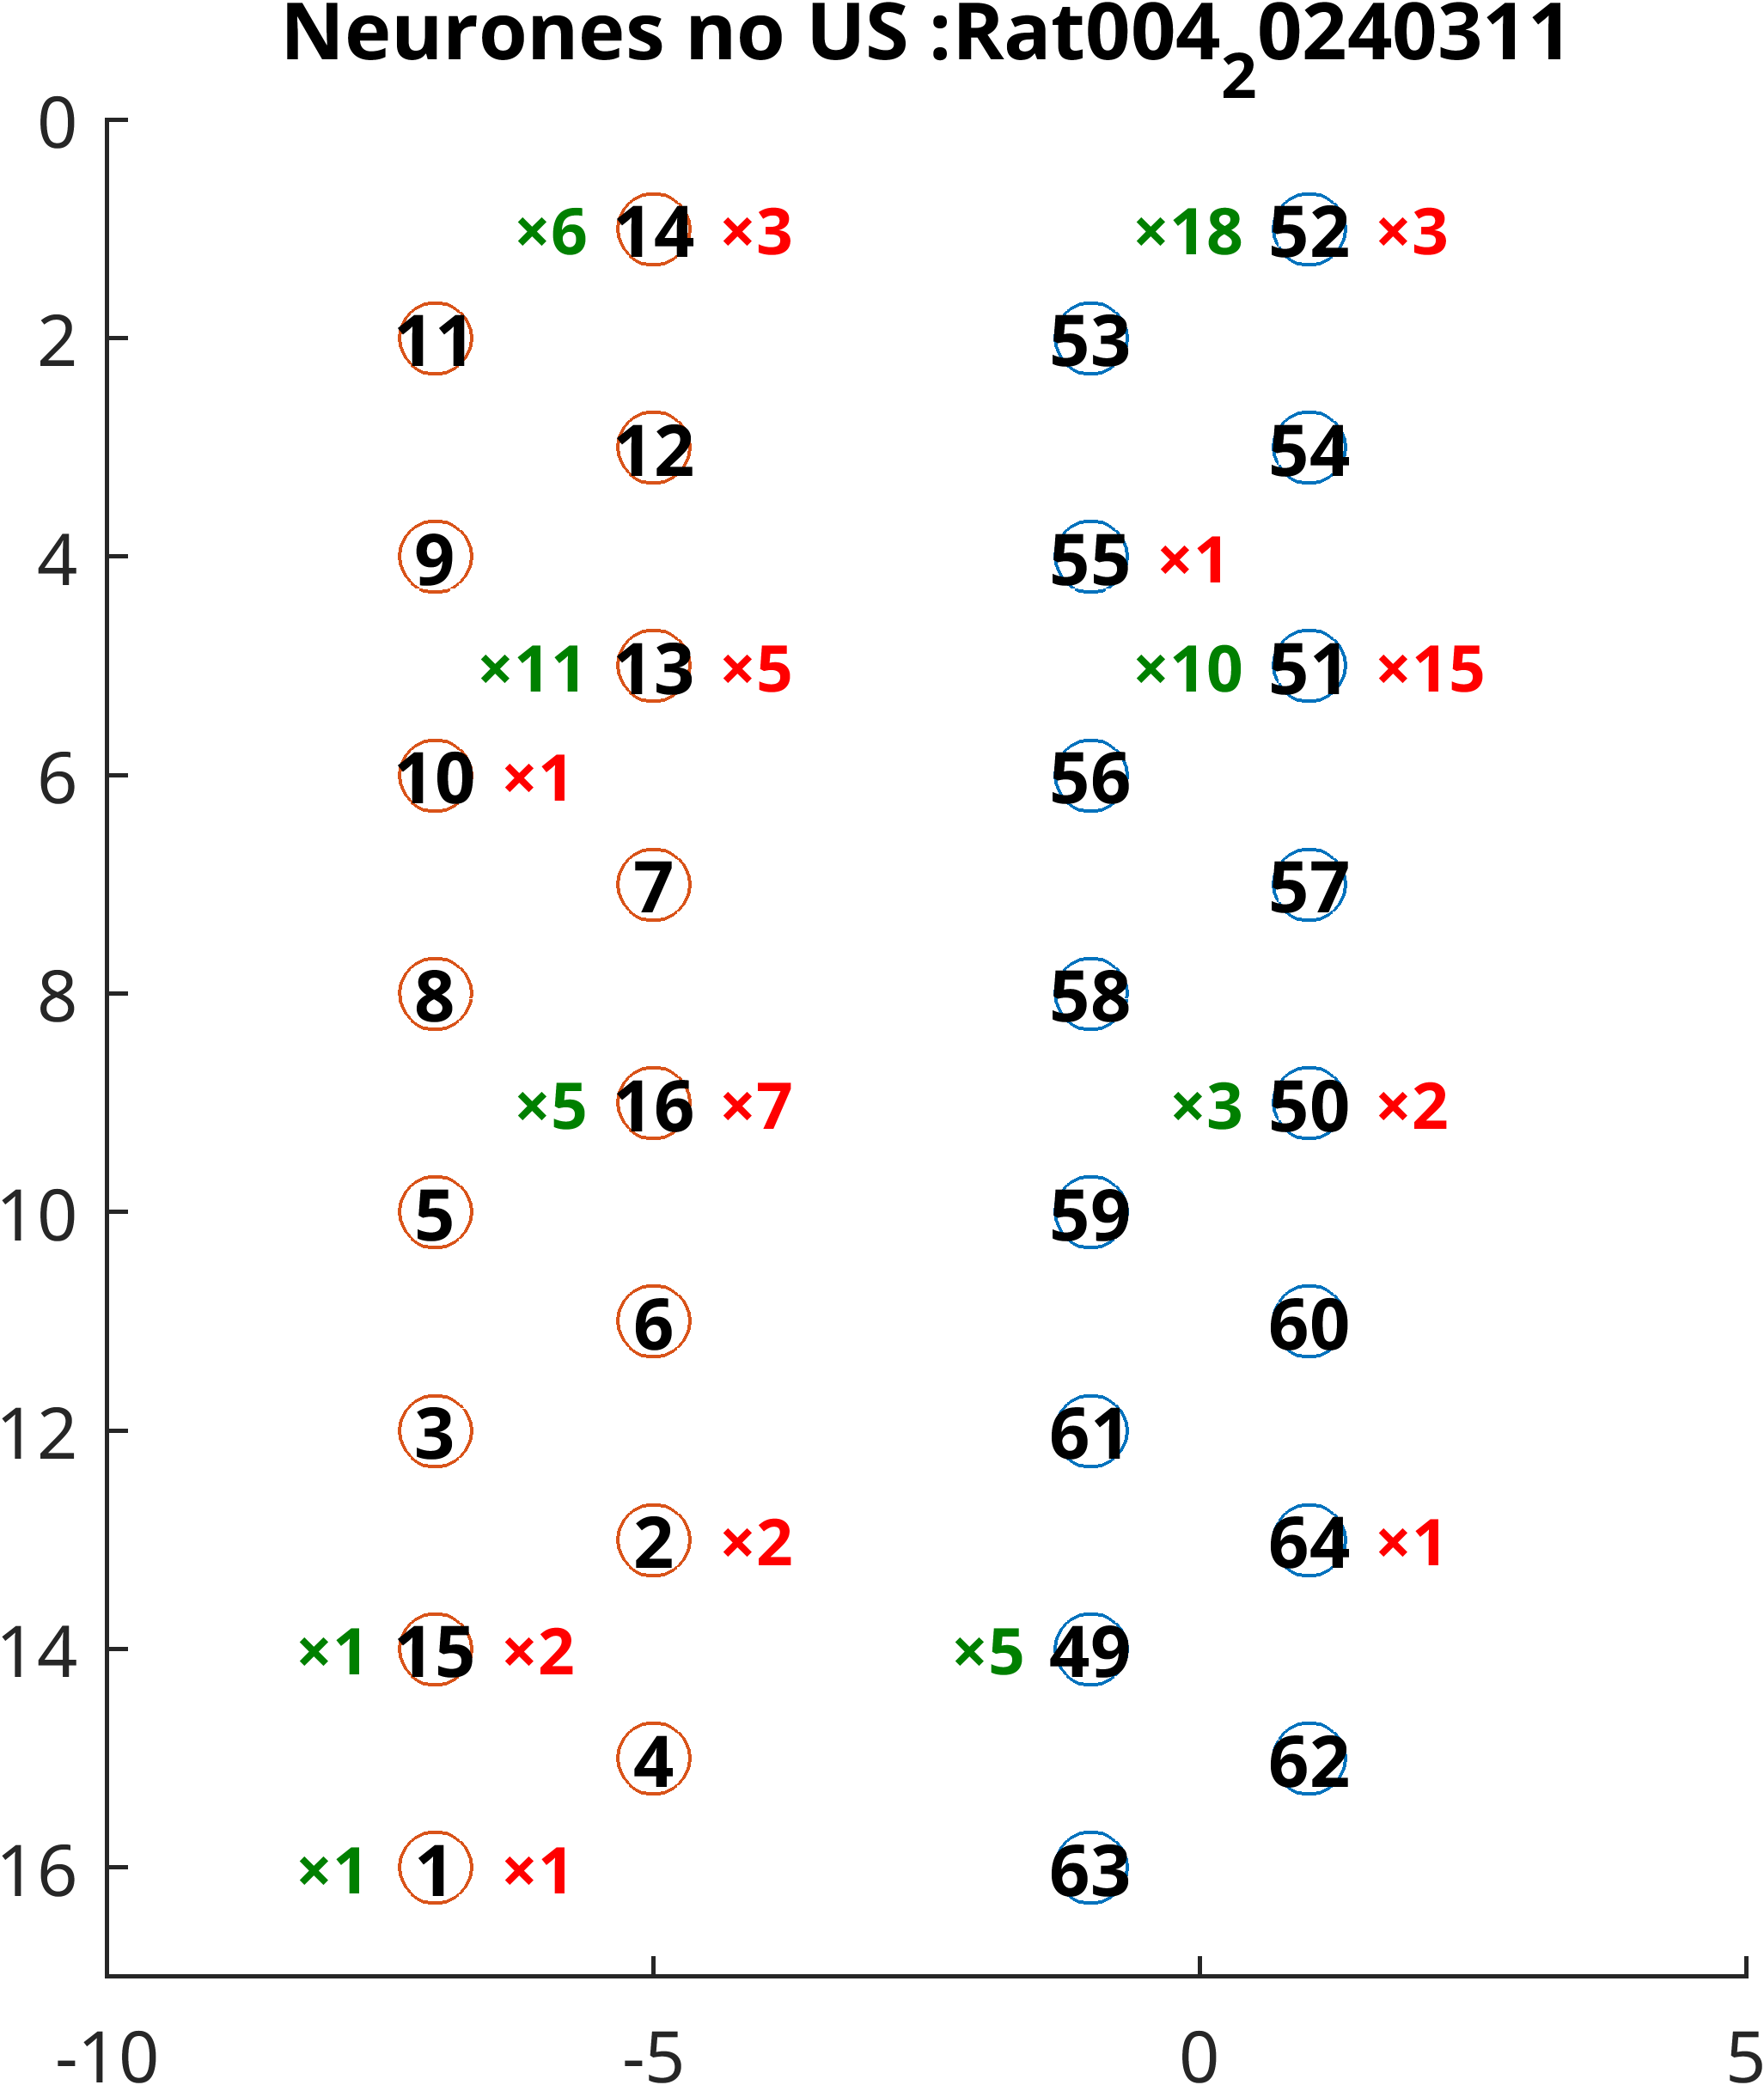 Neurones no US :Rat004₂0240311
0
×6 14 ×3 ×18 52 ×3
2 11 53
12 54
4 9 55 ×1
×11 13 ×5 ×10 51 ×15
6 10 ×1 56
7 57
8 8 58
×5 16 ×7 ×3 50 ×2
10 5 59
6 60
12 3 61
2 ×2 64 ×1
14 ×1 15 ×2 ×5 49
4 62
16 ×1 1 ×1 63
-10 -5 0 5